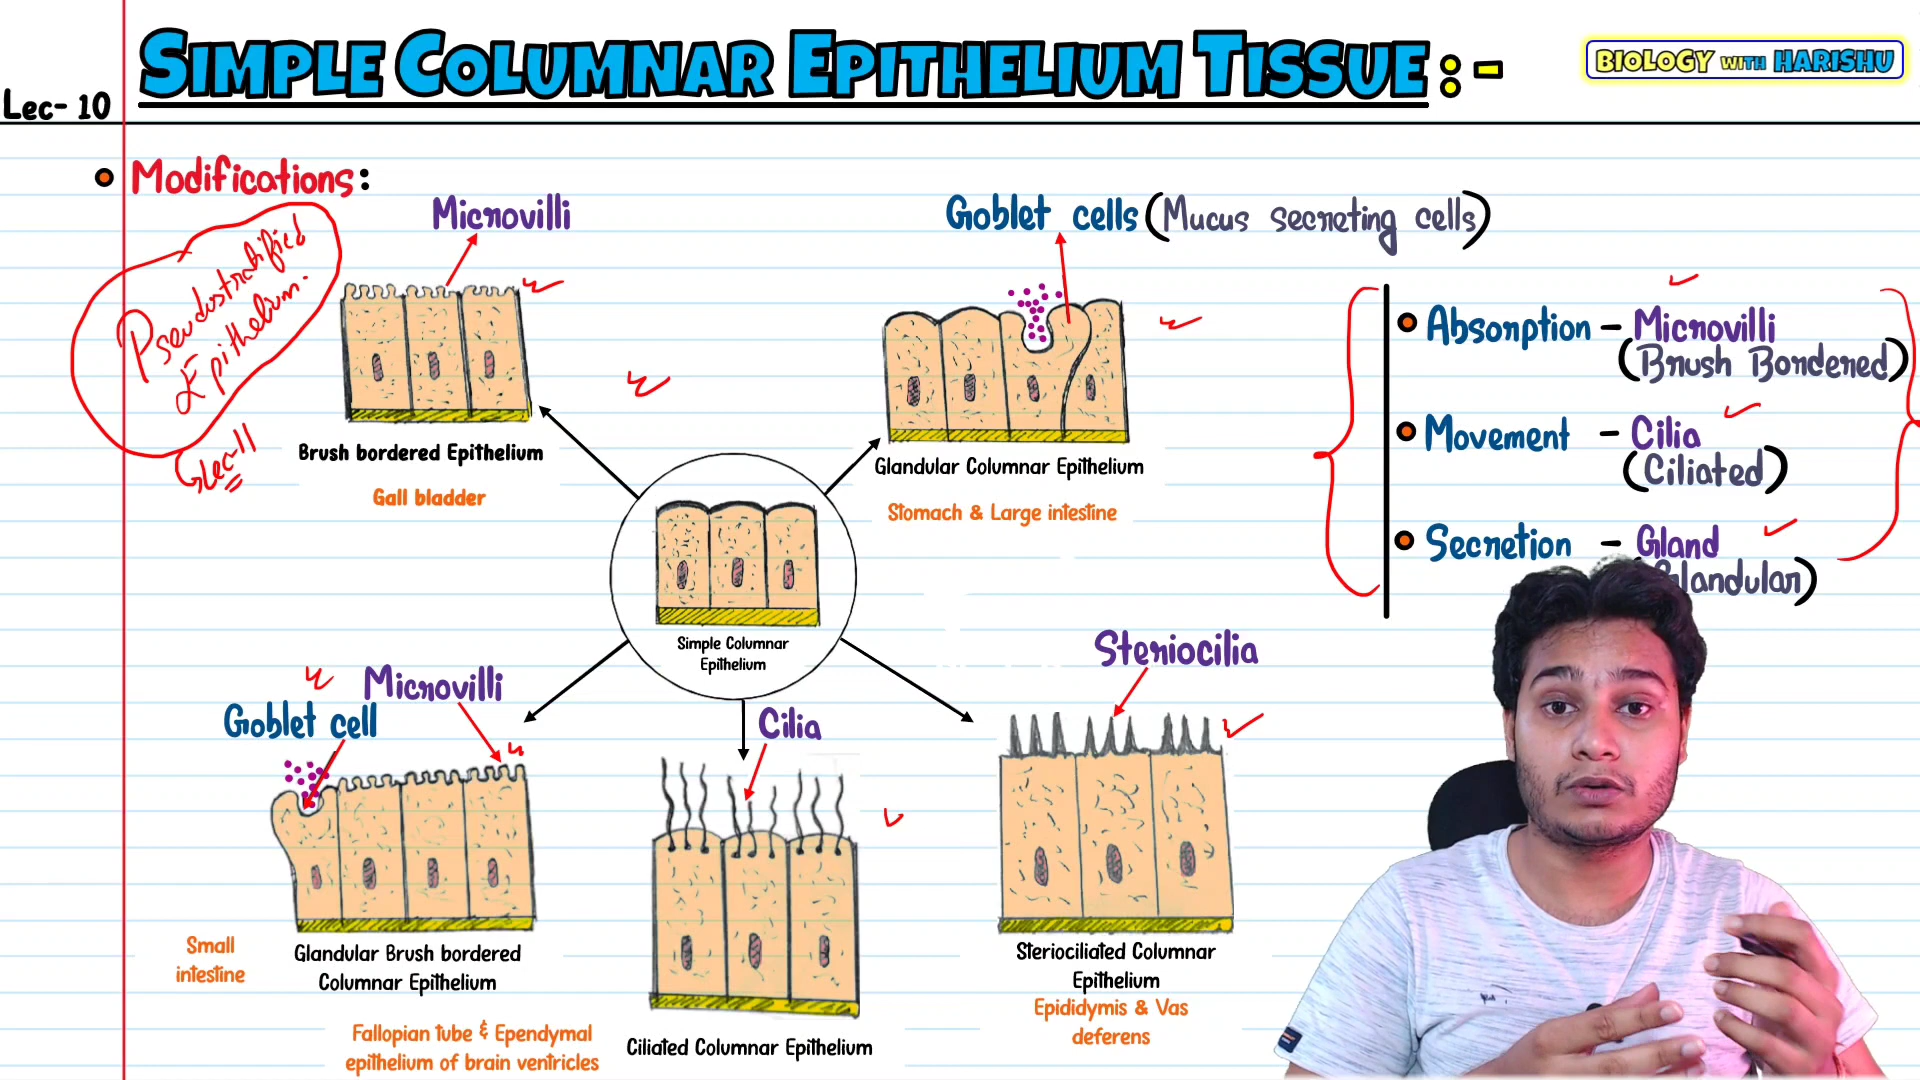 SIMPLE COLUMNAR EPITHELIUM TISSUE :-
BIOLOGY WITH HARISHU
Lec- 10
Modifications:
Pseudostratified
Epithelium.
Lec-11
Microvilli
Brush bordered Epithelium
Gall bladder
Goblet cells (Mucus secreting cells)
Glandular Columnar Epithelium
Stomach & Large intestine
Absorption - Microvilli
(Brush Bordered)
Movement - Cilia
(Ciliated)
Secretion - Gland
Glandular)
Simple Columnar
Epithelium
Microvilli
Goblet cell
Small
intestine
Glandular Brush bordered
Columnar Epithelium
Cilia
Fallopian tube & Ependymal
epithelium of brain ventricles
Ciliated Columnar Epithelium
Steriocilia
Steriociliated Columnar
Epithelium
Epididymis & Vas
deferens